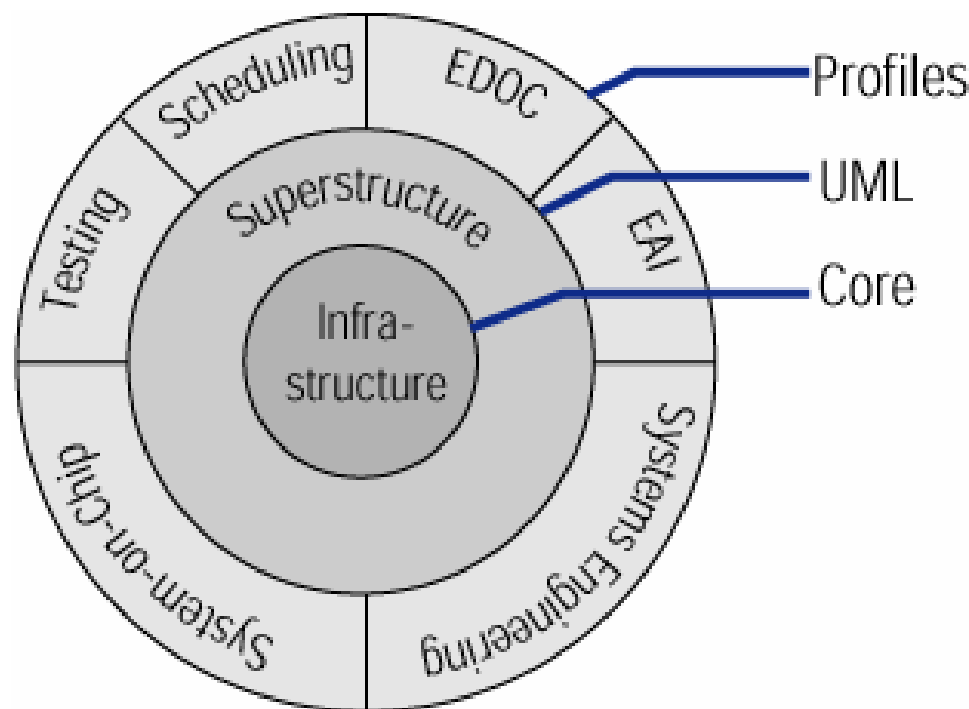 Scheduling
EDOC
Profiles
Testing
Superstructure
UML
EAI
Core
Infra-
structure
System-on-Chip
Systems Engineering